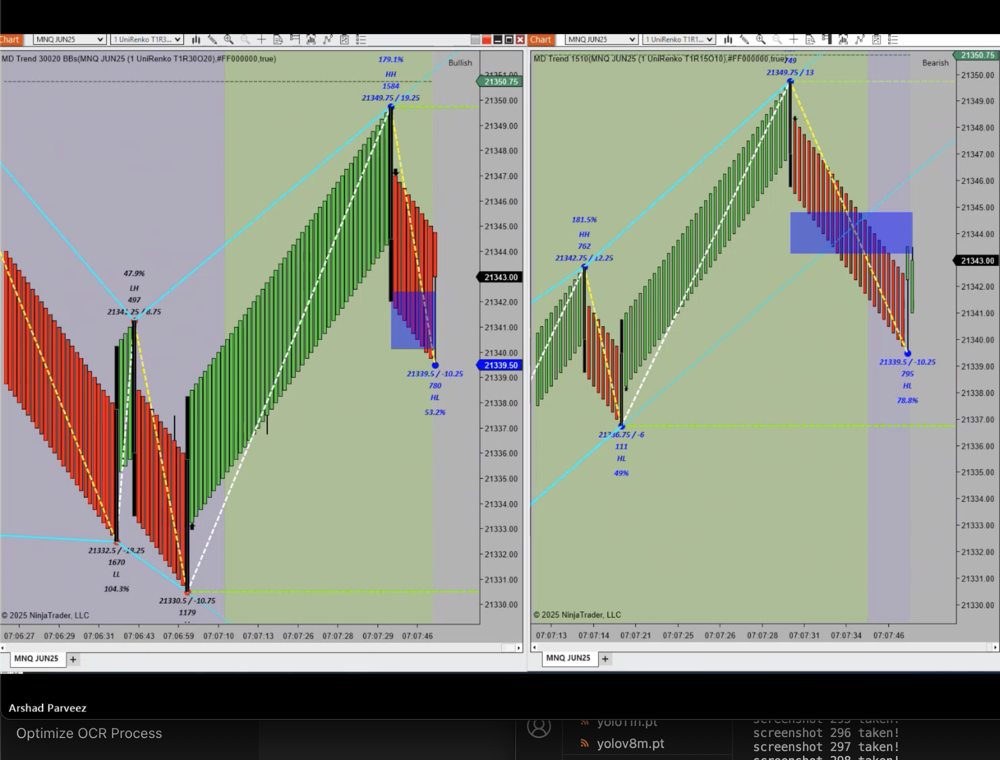 Chart
MNQ JUN25
1 UniRenko T1R3...
MD Trend 30020 BBs(MNQ JUN25 (1 UniRenko T1R30O20),#FF000000,true)
Bullish
179.1%
HH
1584
21349.75 / 19.25
47.9%
LH
497
21332.5 / -18.25
1670
LL
104.3%
21330.5 / -10.75
1179
21339.5 / -10.25
780
HL
53.2%
21350.75
21350.00
21349.00
21348.00
21347.00
21346.00
21345.00
21344.00
21343.00
21342.00
21341.00
21340.00
21339.50
21339.00
21338.00
21337.00
21336.00
21335.00
21334.00
21333.00
21332.00
21331.00
21330.00
© 2025 NinjaTrader, LLC
07:06:27
07:06:29
07:06:31
07:06:43
07:06:59
07:07:10
07:07:13
07:07:26
07:07:28
07:07:29
07:07:46
MNQ JUN25 +
Chart
MNQ JUN25
1 UniRenko T1R1...
MD Trend 1510(MNQ JUN25 (1 UniRenko T1R15O10),#FF000000,true)
Bearish
21349.75 / 13
181.5%
HH
762
21342.75 / 12.25
111
HL
49%
21339.5 / -10.25
795
HL
78.8%
21350.75
21350.00
21349.00
21348.00
21347.00
21346.00
21345.00
21344.00
21343.00
21342.00
21341.00
21340.00
21339.00
21338.00
21337.00
21336.00
21335.00
21334.00
21333.00
21332.00
21331.00
21330.00
© 2025 NinjaTrader, LLC
07:07:13
07:07:14
07:07:21
07:07:25
07:07:26
07:07:28
07:07:31
07:07:34
07:07:46
MNQ JUN25 +
Arshad Parveez
Optimize OCR Process
yolo11n.pt
yolov8m.pt
screenshot 295 taken!
screenshot 296 taken!
screenshot 297 taken!
screenshot 298 taken!